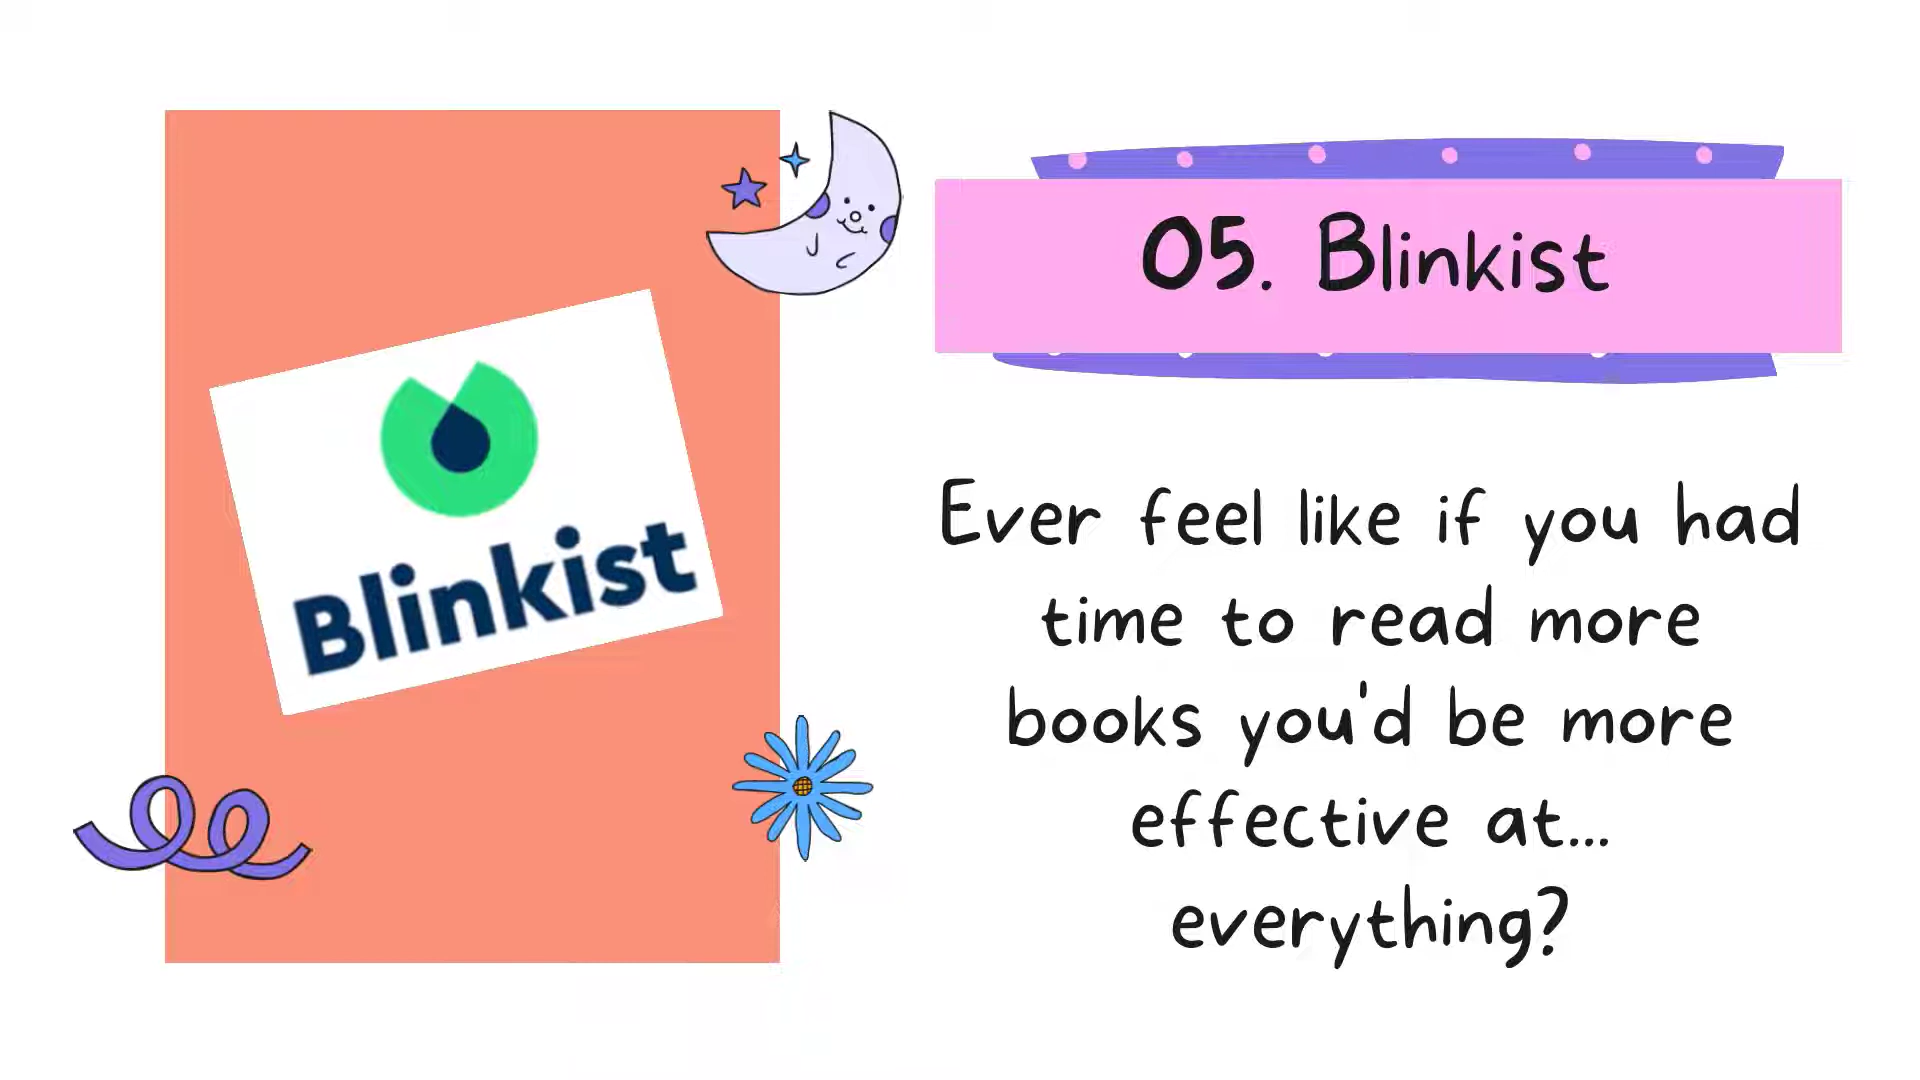 Blinkist
05. Blinkist
Ever feel like if you had
time to read more
books you'd be more
effective at...
everything?